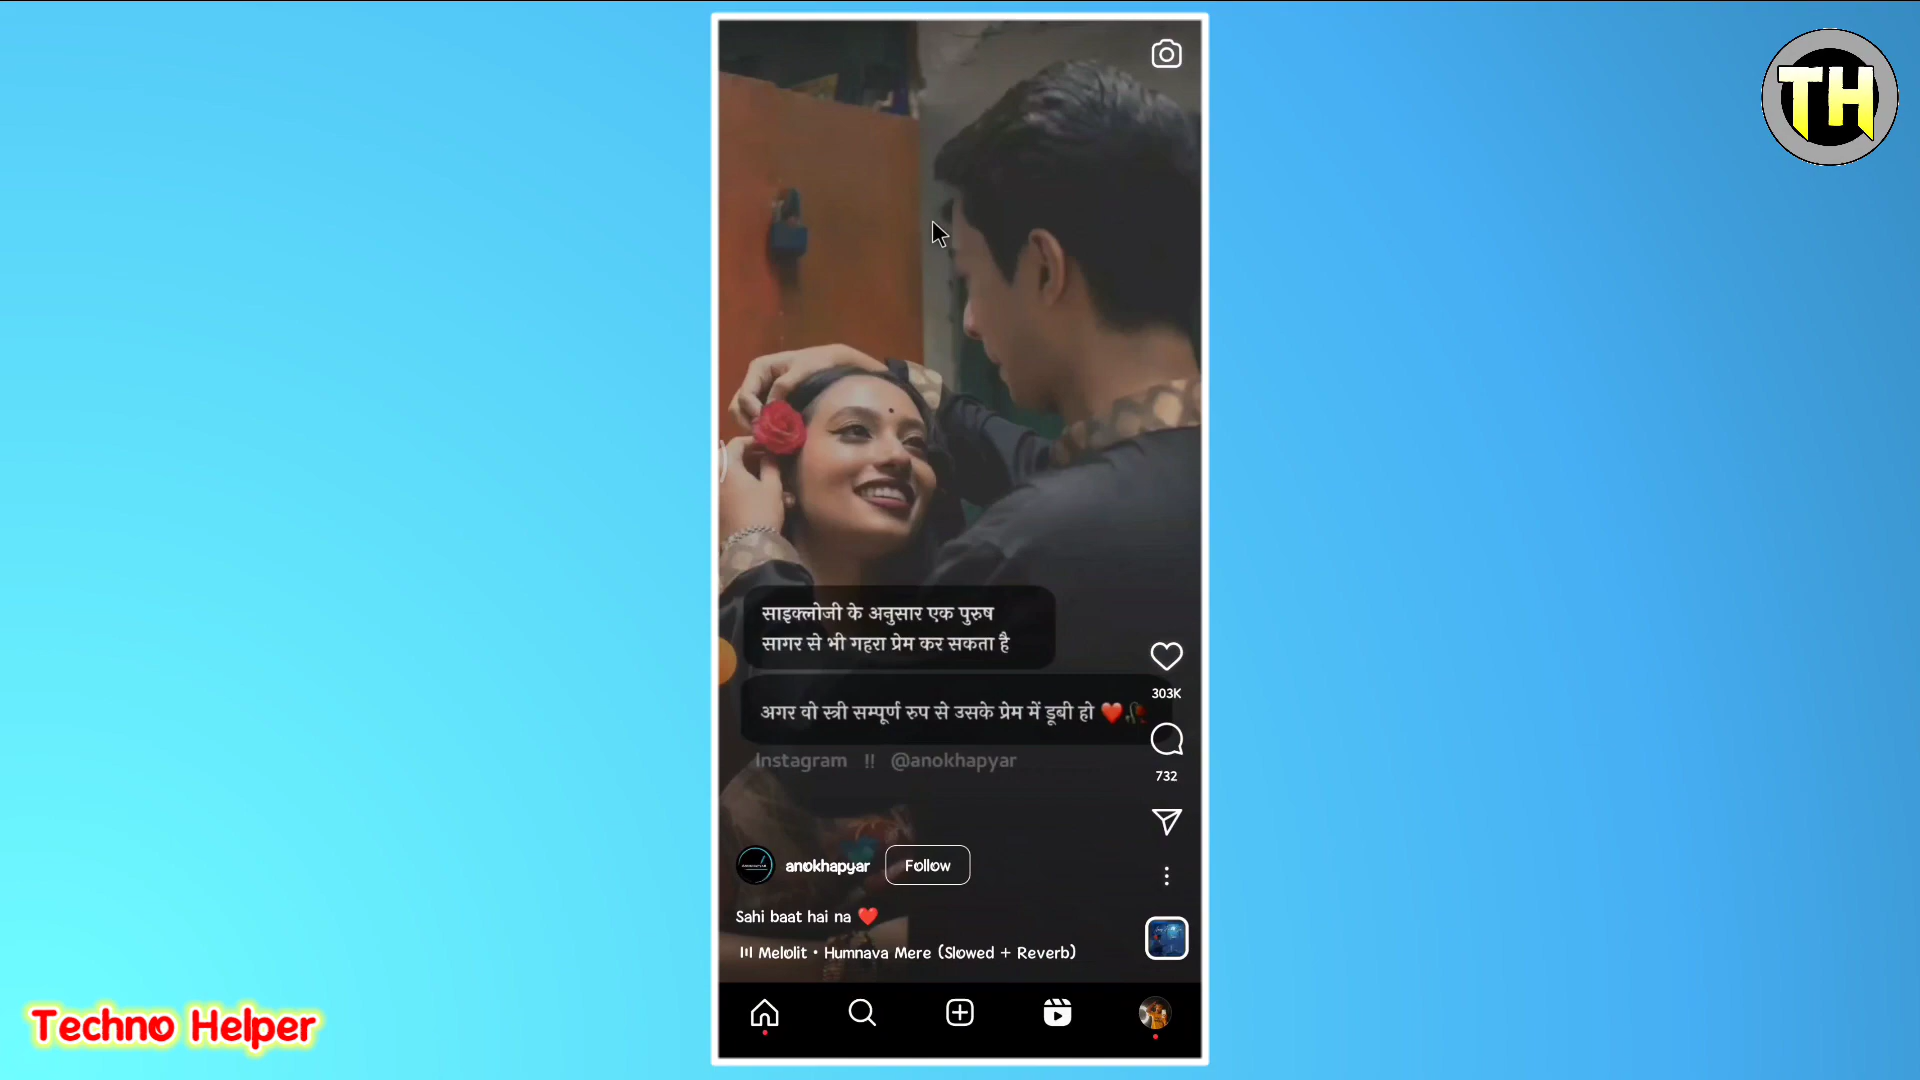 TH
साइक्लोजी के अनुसार एक पुरुष
सागर से भी गहरा प्रेम कर सकता है
अगर वो स्त्री सम्पूर्ण रुप से उसके प्रेम में डूबी हो ❤️🥀
Instagram !! @anokhapyar
303K
732
anokhapyar Follow
Sahi baat hai na ❤️
Melolit • Humnava Mere (Slowed + Reverb)
Techno Helper